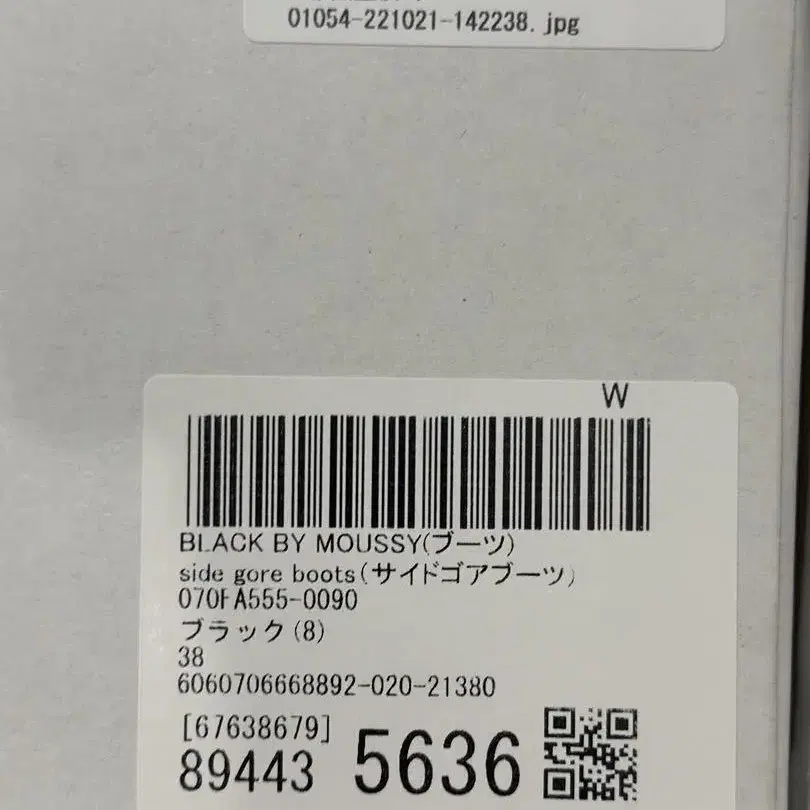 01054-221021-142238. jpg
W
BLACK BY MOUSSY(ブーツ)
side gore boots(サイドゴアブーツ)
070FA555-0090
ブラック(8)
38
6060706668892-020-21380
[67638679]
89443 5636